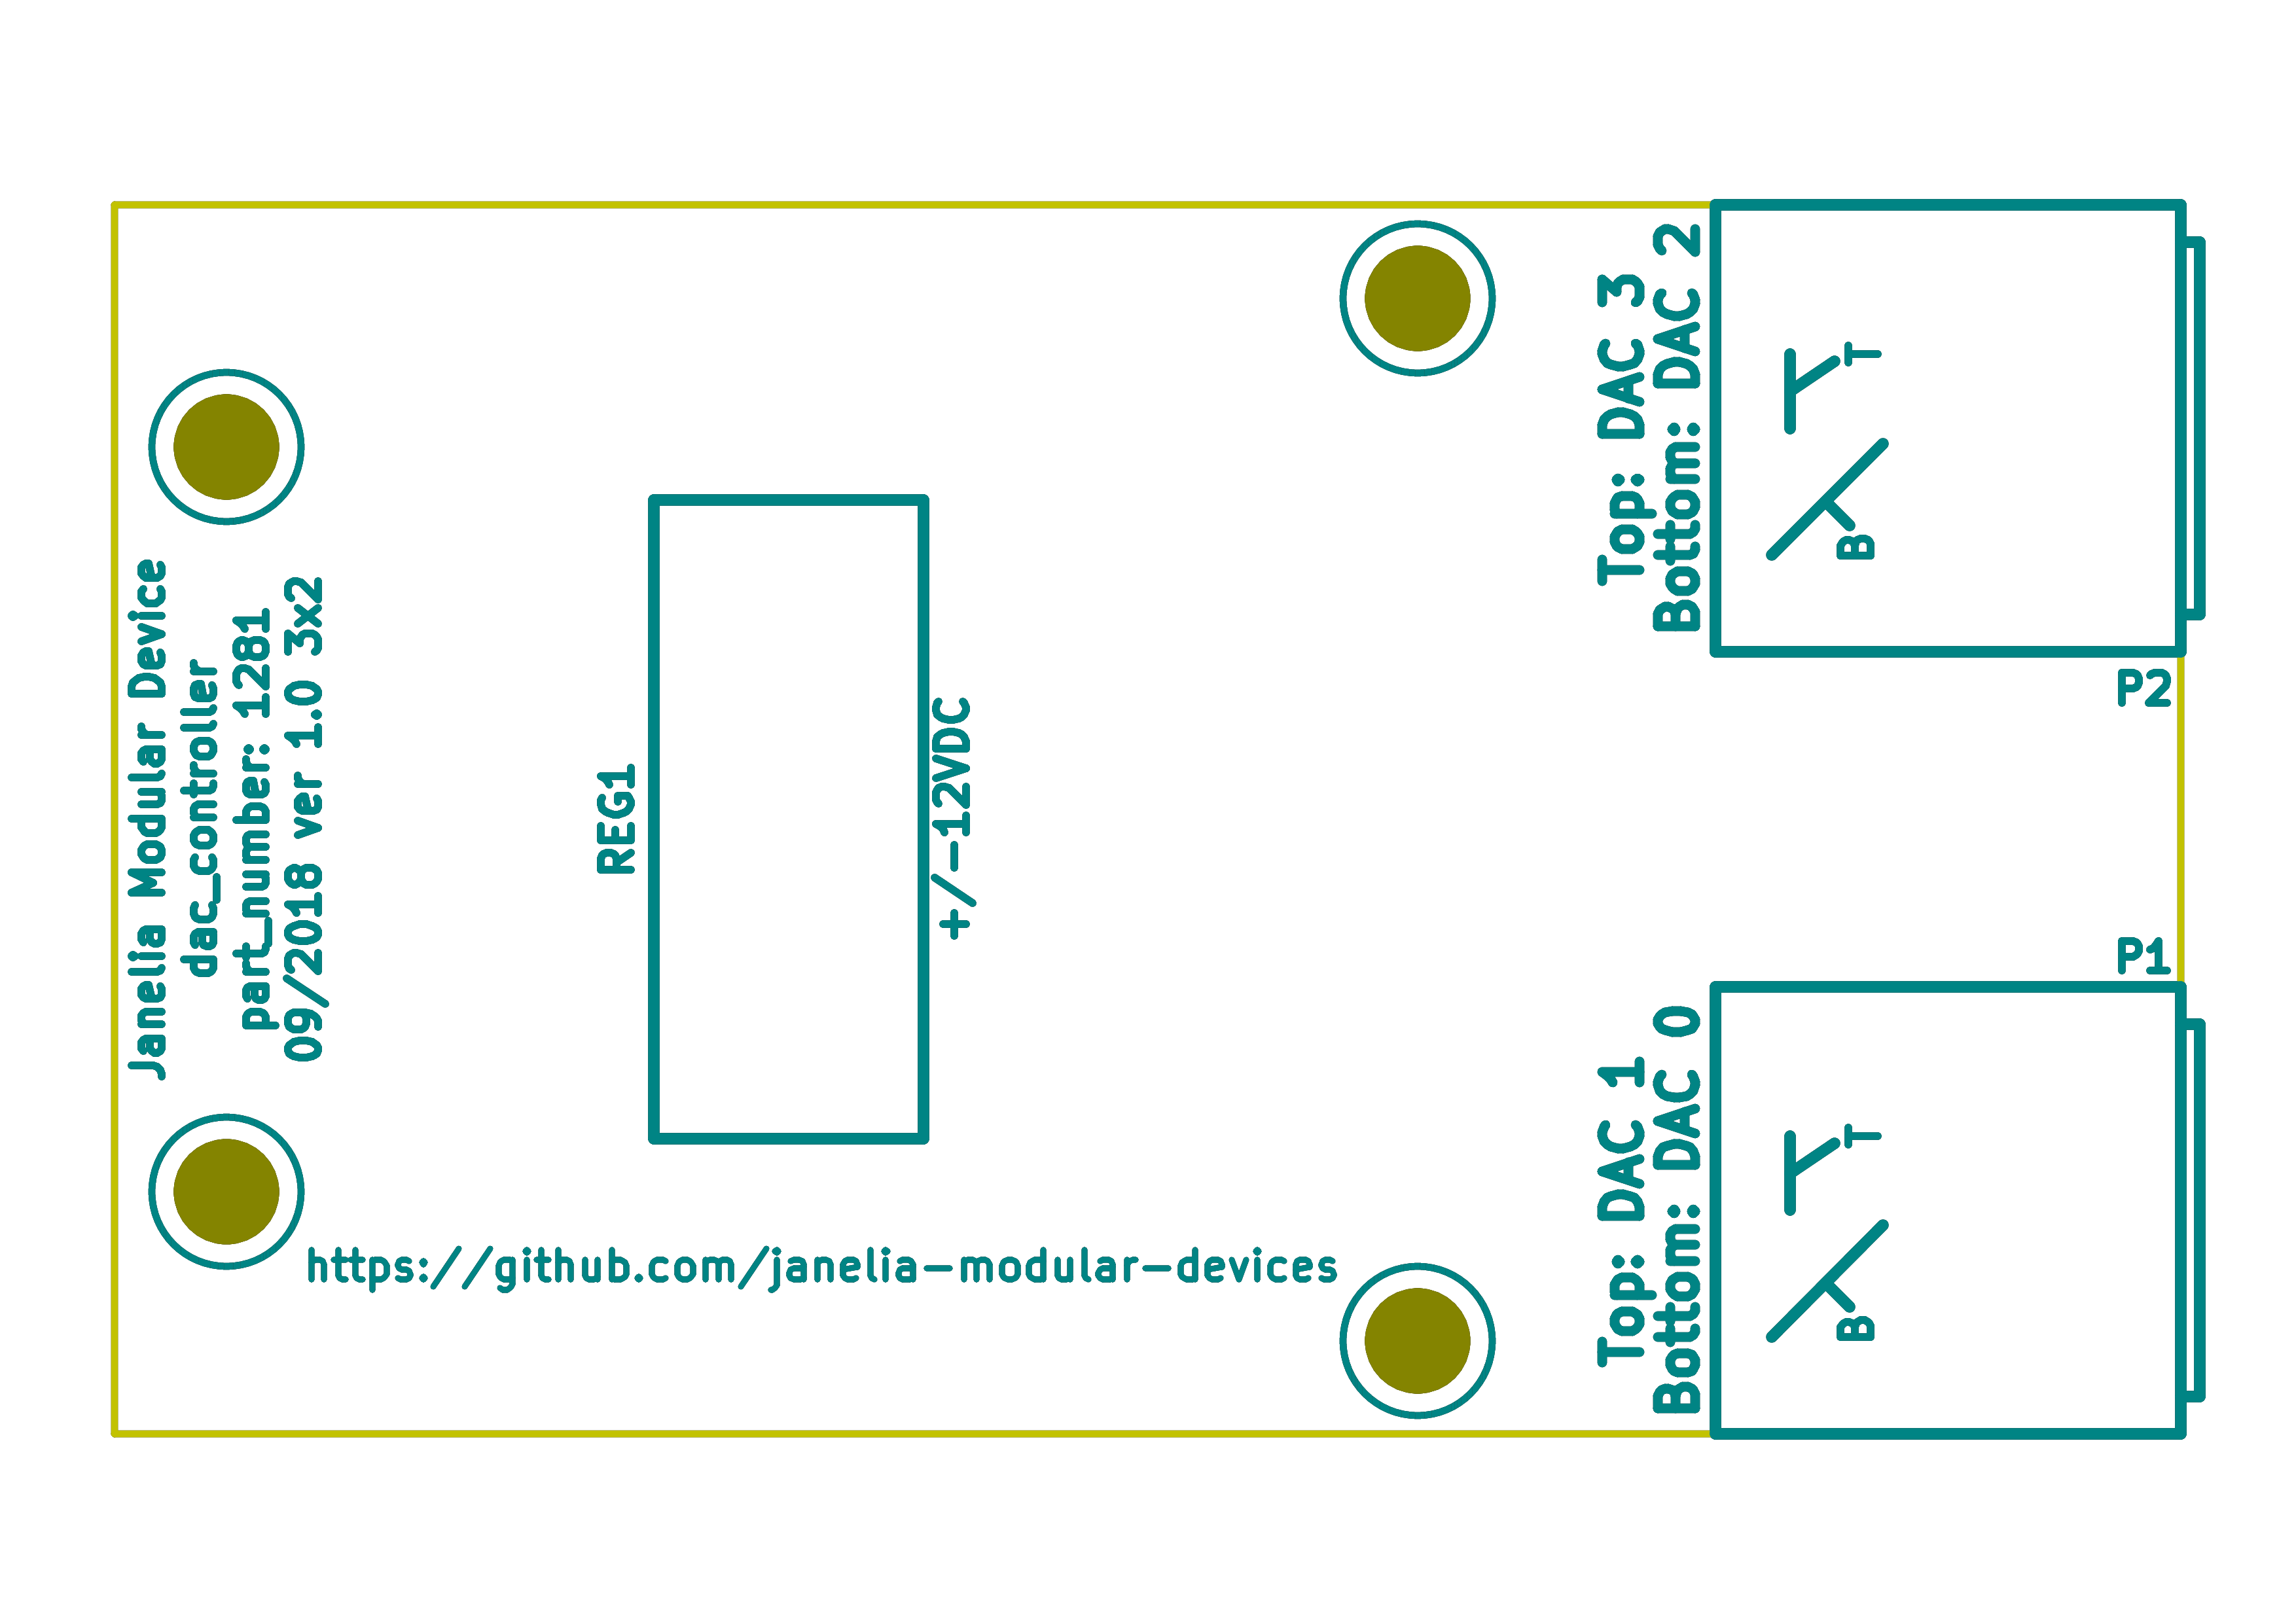 Janelia Modular Device
dac_controller
part_number: 1281
09/2018 ver 1.0 3x2
REG1
+/-12VDC
https://github.com/janelia-modular-devices
Top: DAC 3
Bottom: DAC 2
T
B
P2
P1
Top: DAC 1
Bottom: DAC 0
T
B